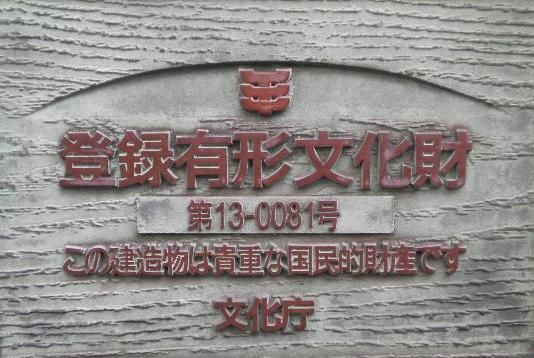 登録有形文化財
第13-0081号
この建造物は貴重な国民的財産です
文化庁